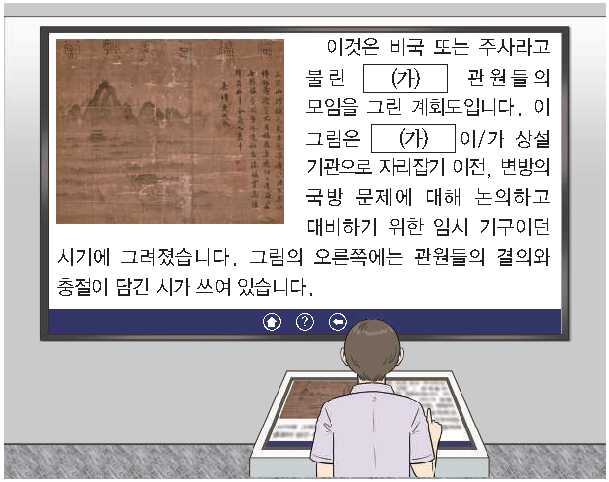 이것은 비국 또는 주사라고
불린 (가) 관원들의
모임을 그린 계회도입니다. 이
그림은 (가) 이/가 상설
기관으로 자리잡기 이전, 변방의
국방 문제에 대해 논의하고
대비하기 위한 임시 기구이던
시기에 그려졌습니다. 그림의 오른쪽에는 관원들의 결의와
충절이 담긴 시가 쓰여 있습니다.
?